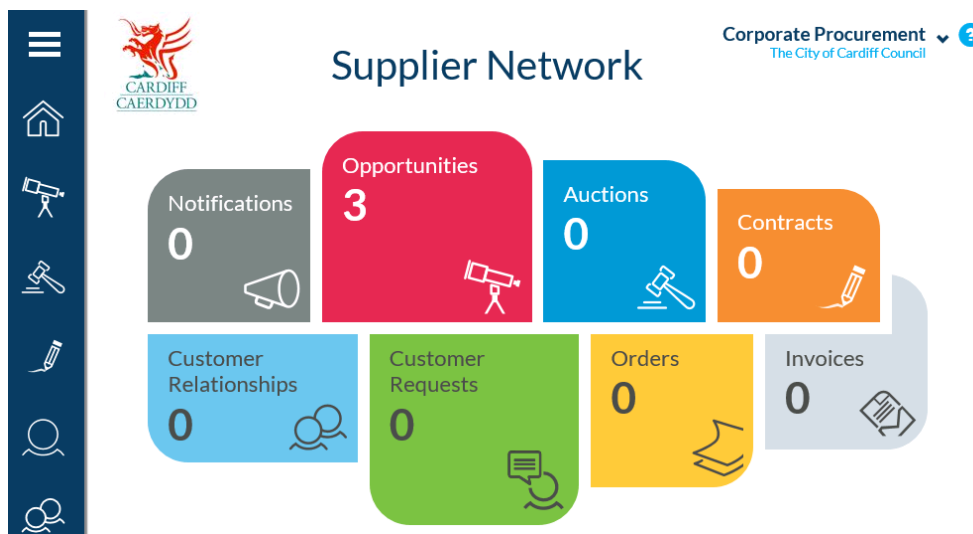 CARDIFF
CAERDYDD
Supplier Network
Corporate Procurement
The City of Cardiff Council
?
Notifications
0
Opportunities
3
Auctions
0
Contracts
0
Customer
Relationships
0
Customer
Requests
0
Orders
0
Invoices
0